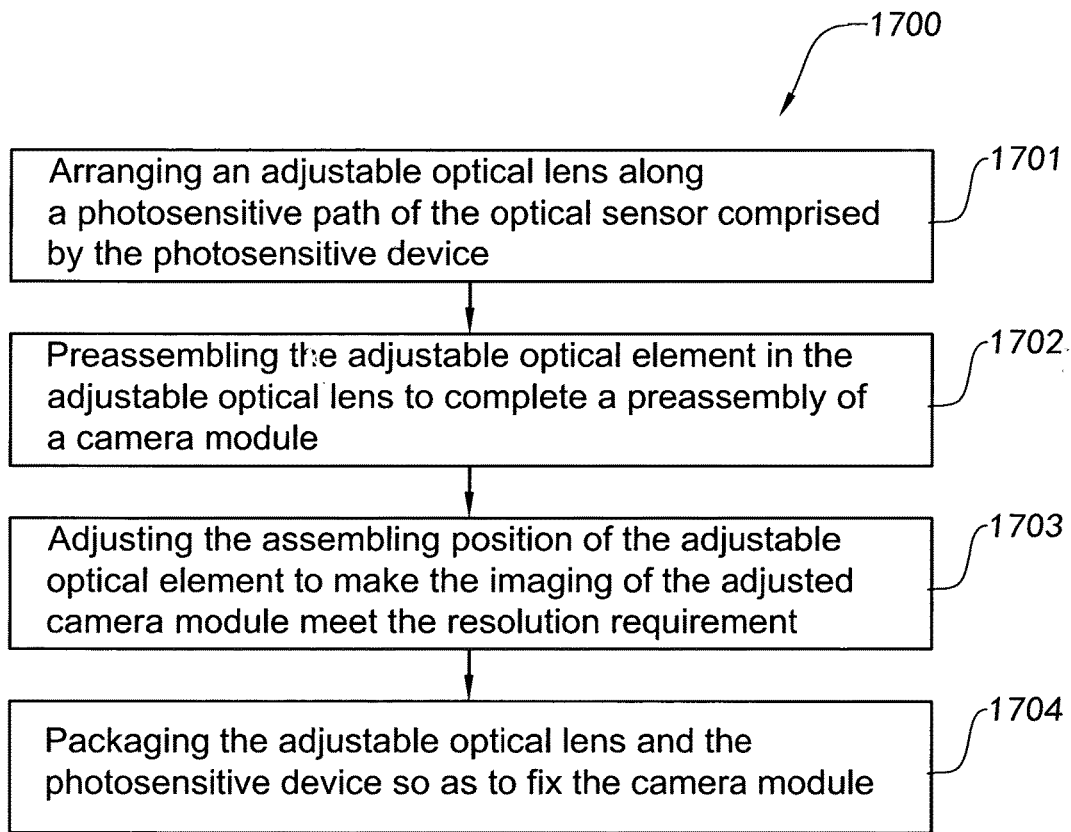 1700
Arranging an adjustable optical lens along
a photosensitive path of the optical sensor comprised
by the photosensitive device
1701
Preassembling the adjustable optical element in the
adjustable optical lens to complete a preassembly of
a camera module
1702
Adjusting the assembling position of the adjustable
optical element to make the imaging of the adjusted
camera module meet the resolution requirement
1703
Packaging the adjustable optical lens and the
photosensitive device so as to fix the camera module
1704